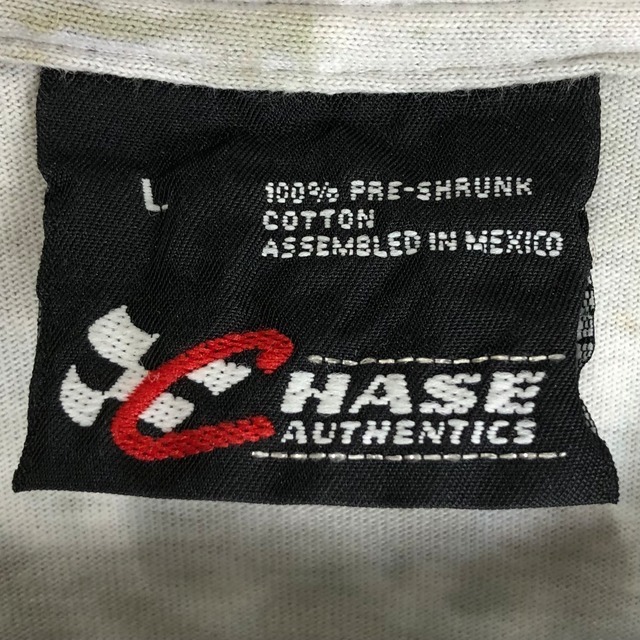 L
100% PRE-SHRUNK
COTTON
ASSEMBLED IN MEXICO
CHASE
AUTHENTICS